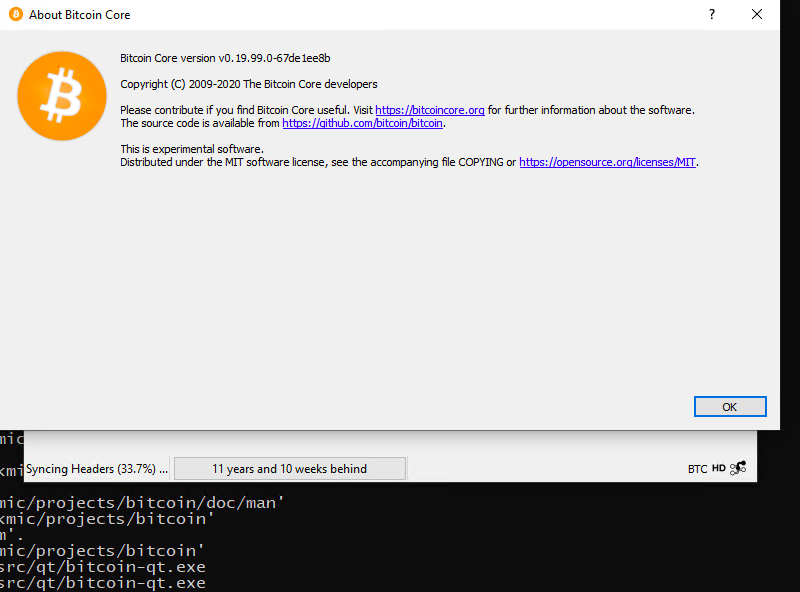 About Bitcoin Core
Bitcoin Core version v0.19.99.0-67de1ee8b
Copyright (C) 2009-2020 The Bitcoin Core developers
Please contribute if you find Bitcoin Core useful. Visit https://bitcoincore.org for further information about the software.
The source code is available from https://github.com/bitcoin/bitcoin.
This is experimental software.
Distributed under the MIT software license, see the accompanying file COPYING or https://opensource.org/licenses/MIT.
OK
mic
kmi
Syncing Headers (33.7%) ... 11 years and 10 weeks behind BTC HD
mic/projects/bitcoin/doc/man'
kmic/projects/bitcoin'
m'.
mic/projects/bitcoin'
src/qt/bitcoin-qt.exe
src/qt/bitcoin-qt.exe